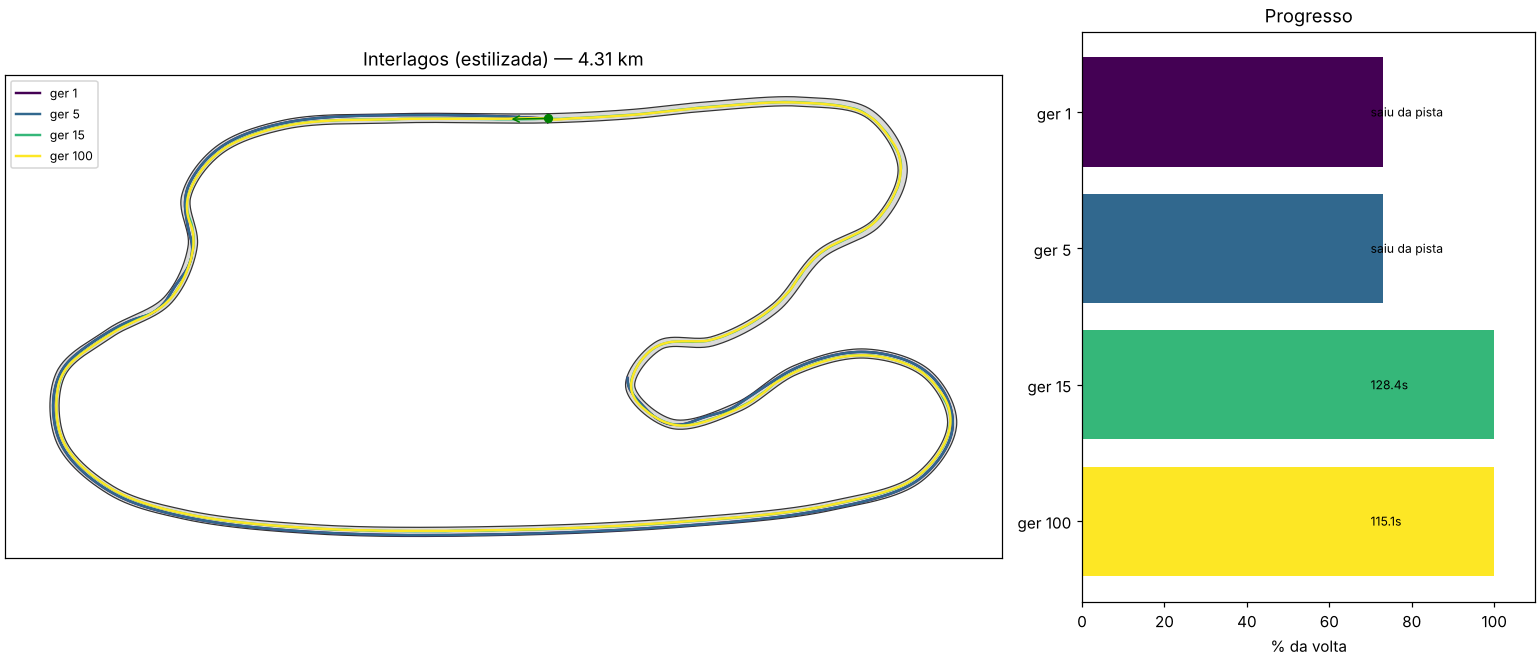 Interlagos (estilizada) — 4.31 km
ger 1
ger 5
ger 15
ger 100
Progresso
ger 1
saiu da pista
ger 5
saiu da pista
ger 15
128.4s
ger 100
115.1s
0 20 40 60 80 100
% da volta